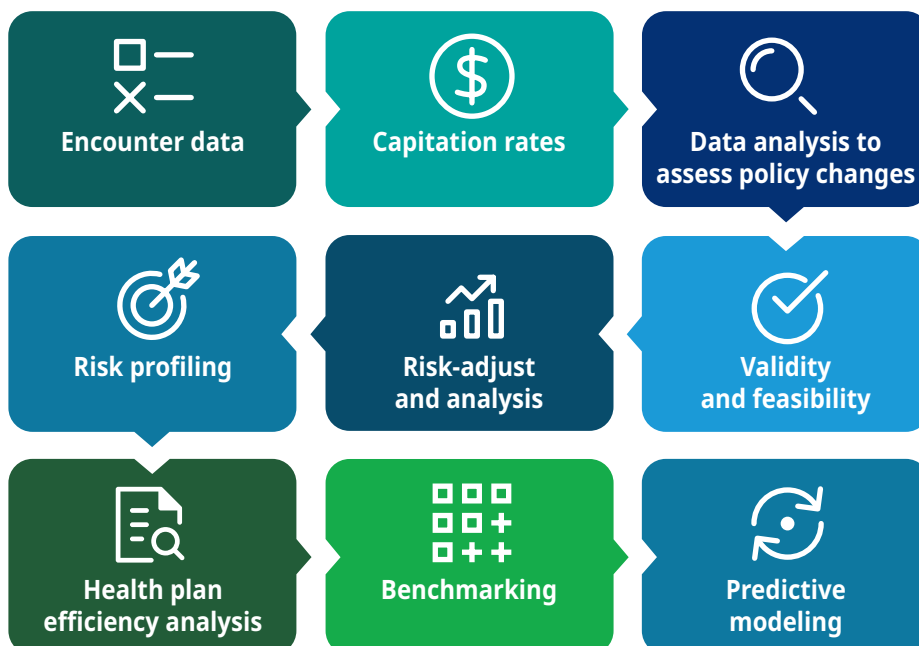 Encounter data
Capitation rates
Data analysis to
assess policy changes
Validity
and feasibility
Risk-adjust
and analysis
Risk profiling
Health plan
efficiency analysis
Benchmarking
Predictive
modeling